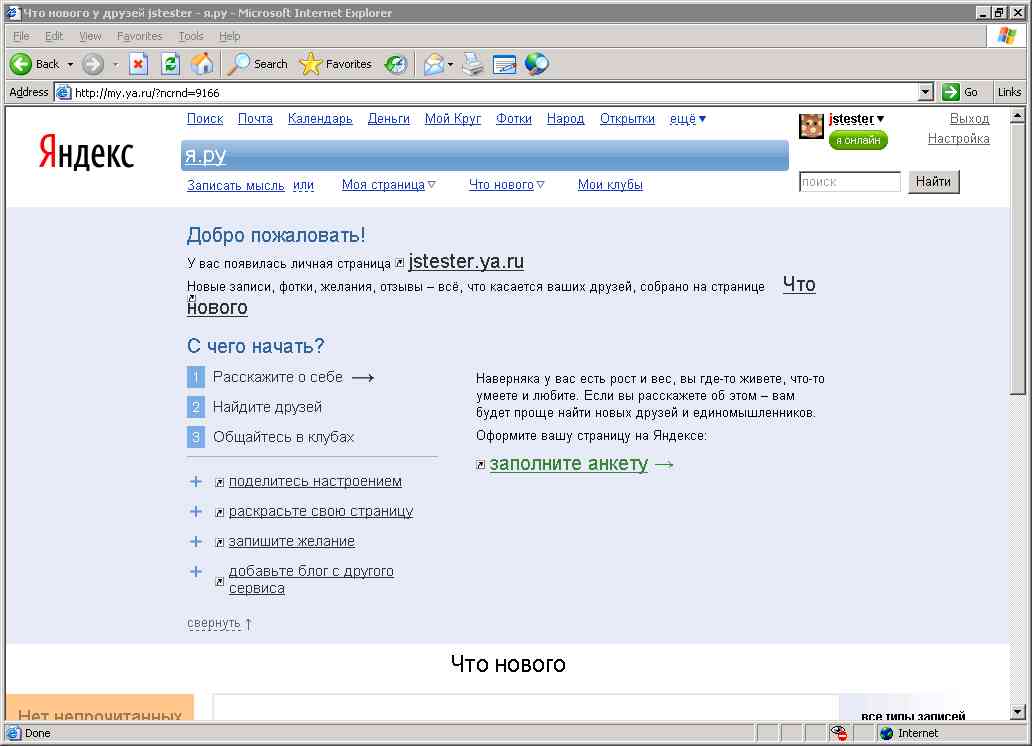 Что нового у друзей jstester - я.ру - Microsoft Internet Explorer
File Edit View Favorites Tools Help
Back Search Favorites
Address http://my.ya.ru/?ncrnd=9166 Go Links
Поиск Почта Календарь Деньги Мой Круг Фотки Народ Открытки ещё▼ jstester▼ Выход
Яндекс я.ру я онлайн Настройка
Записать мысль или Моя страница▽ Что нового▽ Мои клубы поиск Найти
Добро пожаловать!
У вас появилась личная страница jstester.ya.ru
Новые записи, фотки, желания, отзывы – всё, что касается ваших друзей, собрано на странице Что
нового
С чего начать?
1 Расскажите о себе →
2 Найдите друзей
3 Общайтесь в клубах
Наверняка у вас есть рост и вес, вы где-то живете, что-то
умеете и любите. Если вы расскажете об этом – вам
будет проще найти новых друзей и единомышленников.
Оформите вашу страницу на Яндексе:
заполните анкету →
+ поделитесь настроением
+ раскрасьте свою страницу
+ запишите желание
+ добавьте блог с другого
сервиса
свернуть ↑
Что нового
Нет непрочитанных
все типы записей
Done Internet